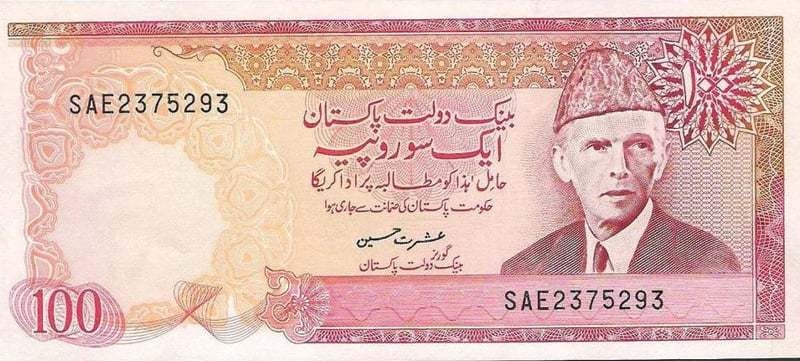 ۱۰۰
SAE2375293
بینک دولت پاکستان
ایک سو روپیہ
حامل ہٰذا کو مطالبہ پر ادا کریگا
حکومت پاکستان کی ضمانت سے جاری ہوا
عشرت حسین
گورنر
بینک دولت پاکستان
SAE2375293
100